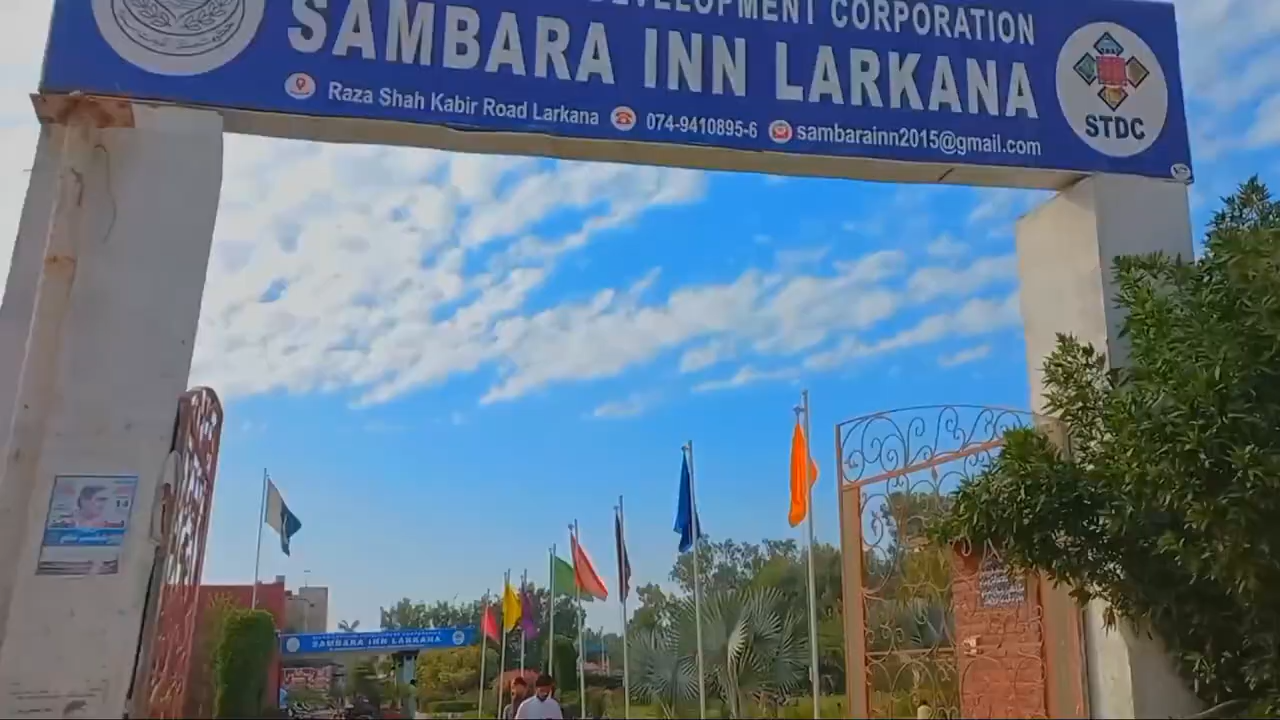 DEVELOPMENT CORPORATION
SAMBARA INN LARKANA
Raza Shah Kabir Road Larkana 074-9410895-6 sambarainn2015@gmail.com
STDC
SAMBARA INN LARKANA